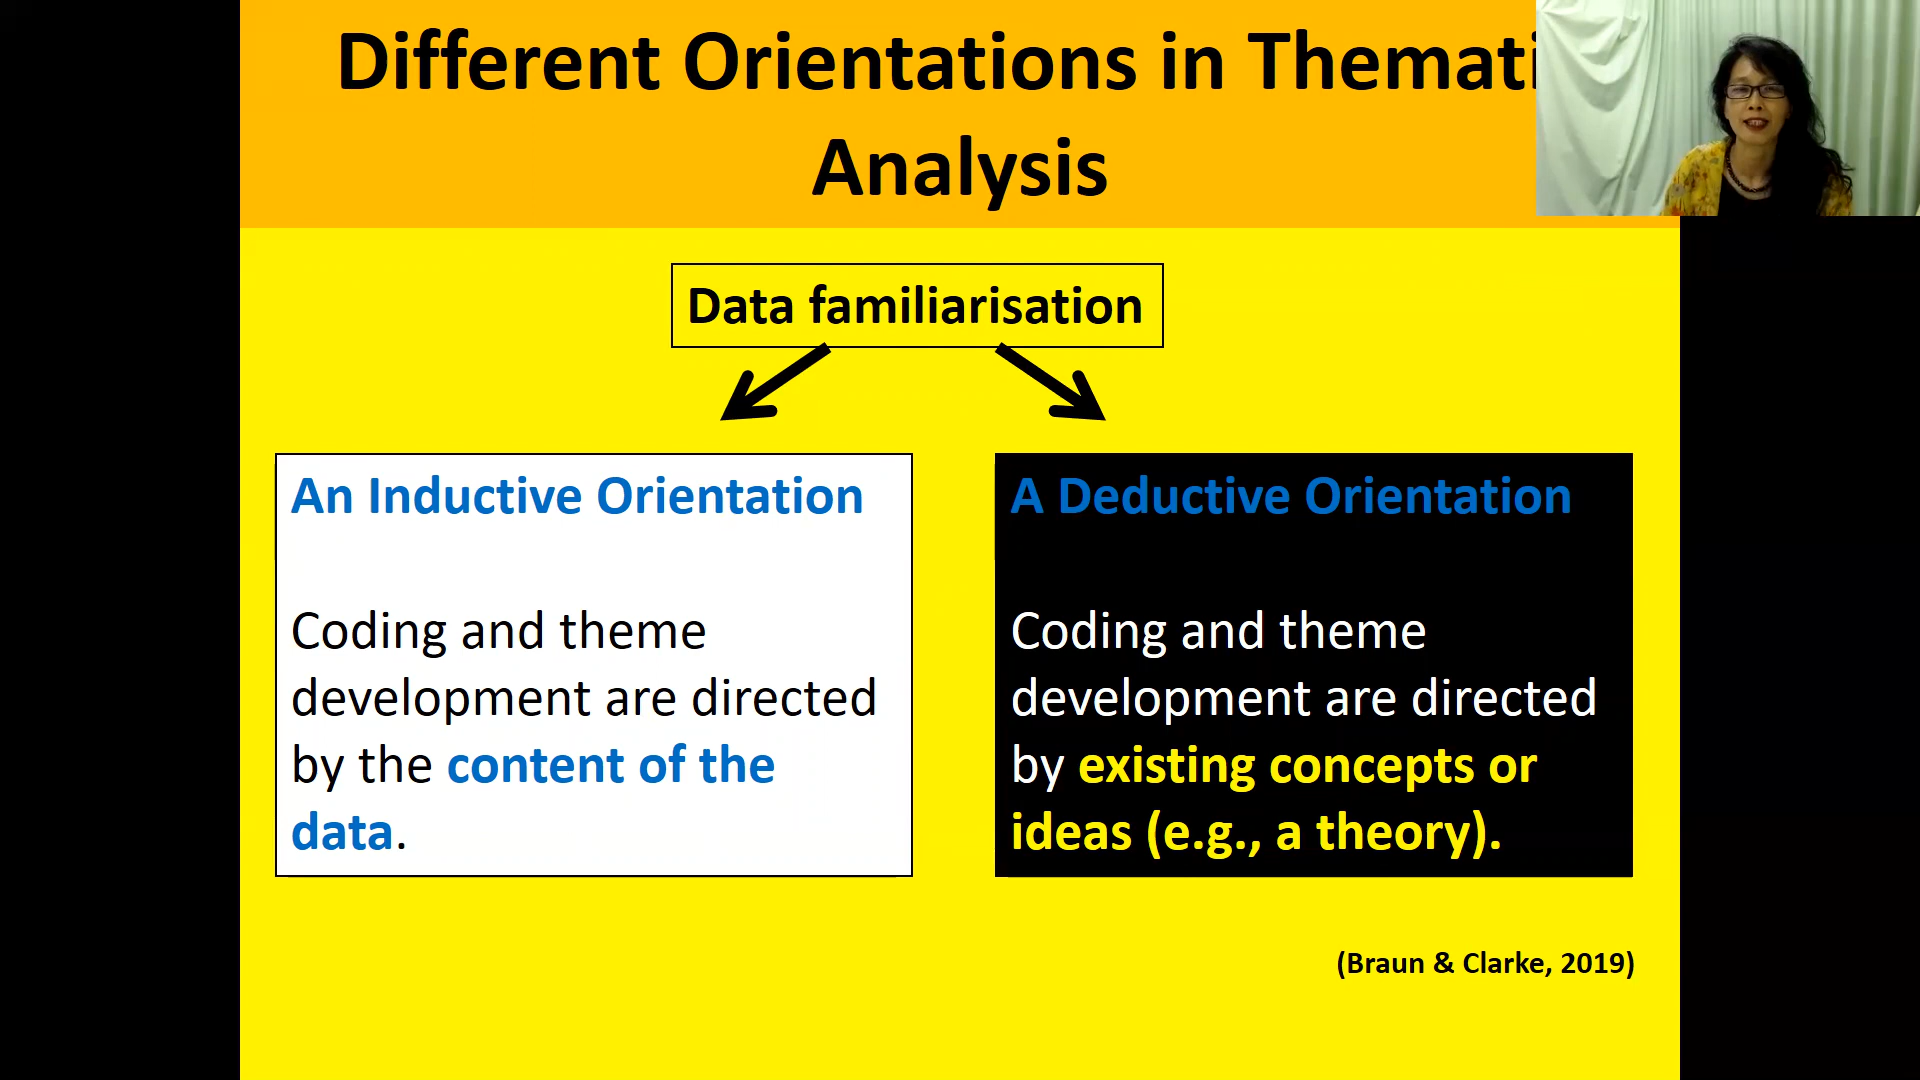 Different Orientations in Themati
Analysis
Data familiarisation
An Inductive Orientation
Coding and theme
development are directed
by the content of the
data.
A Deductive Orientation
Coding and theme
development are directed
by existing concepts or
ideas (e.g., a theory).
(Braun & Clarke, 2019)